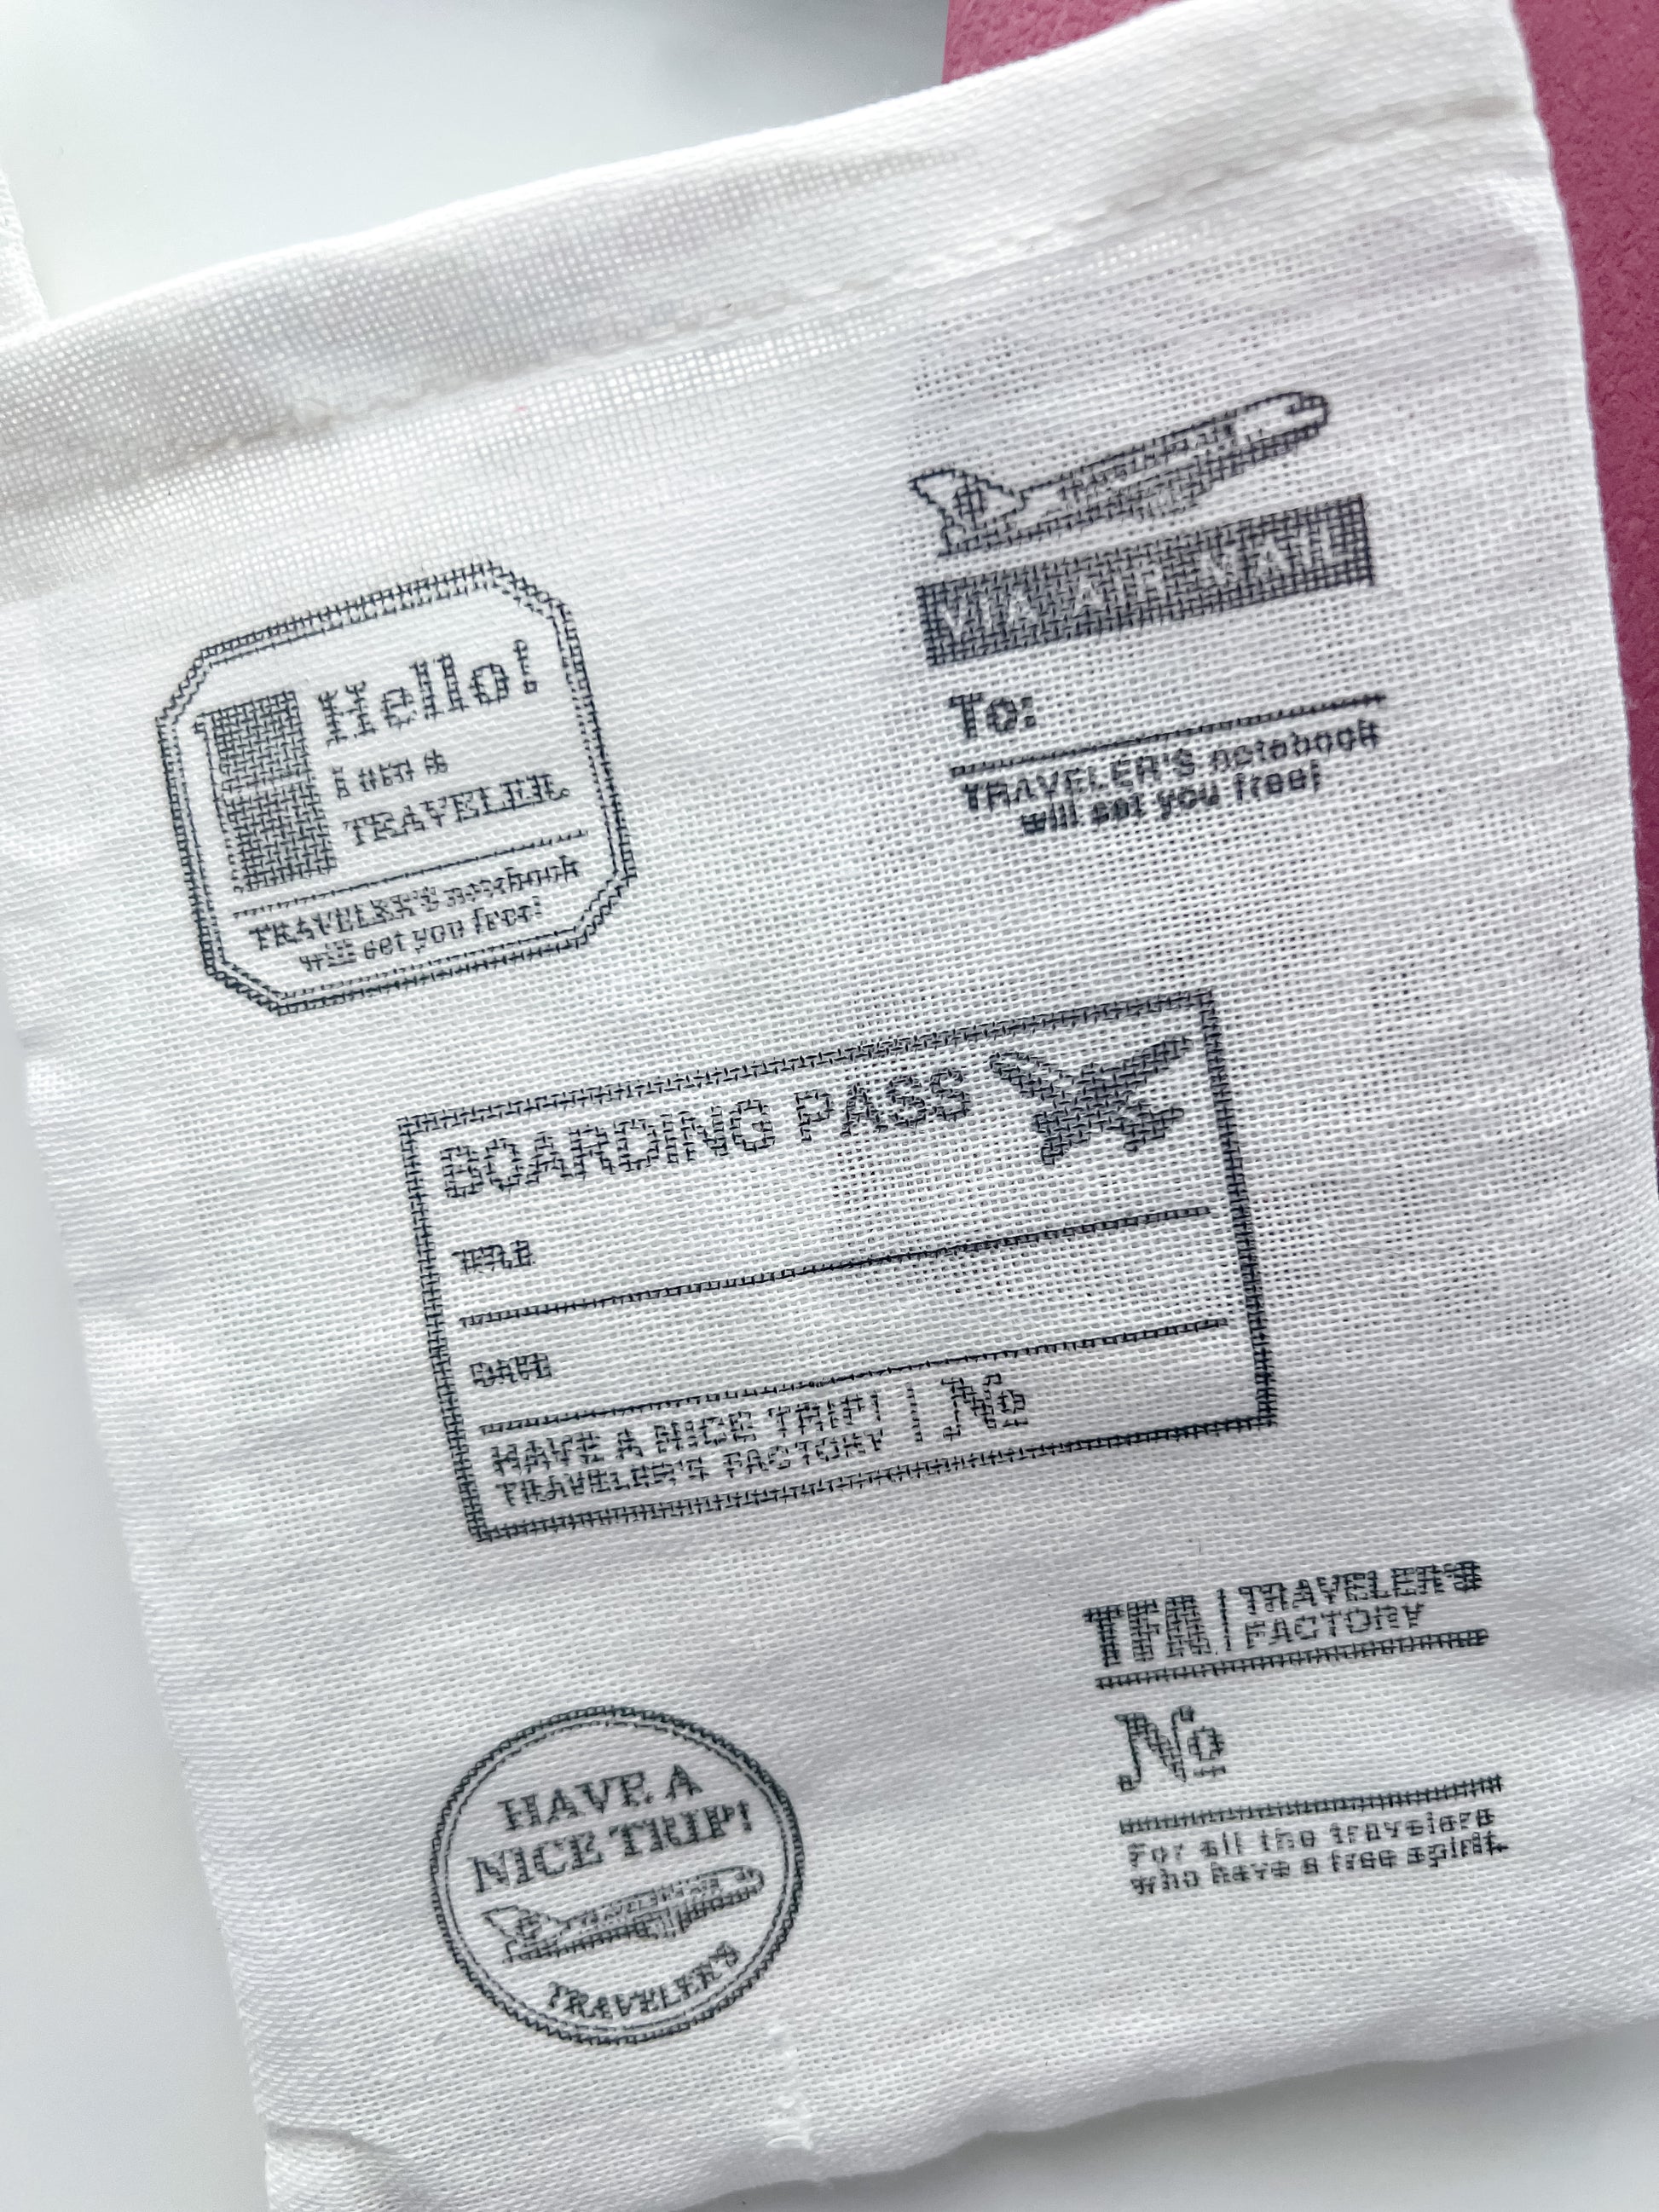 VIA AIR MAIL
To:
TRAVELER'S notebook
will set you free!
Hello!
I am a
TRAVELER
TRAVELER'S notebook
will set you free!
BOARDING PASS
TITLE
DATE
HAVE A NICE TRIP!
TRAVELER'S FACTORY
№
TFA
TRAVELER'S
FACTORY
№
For all the travelers
who have a free spirit.
HAVE A
NICE TRIP!
TRAVELER'S